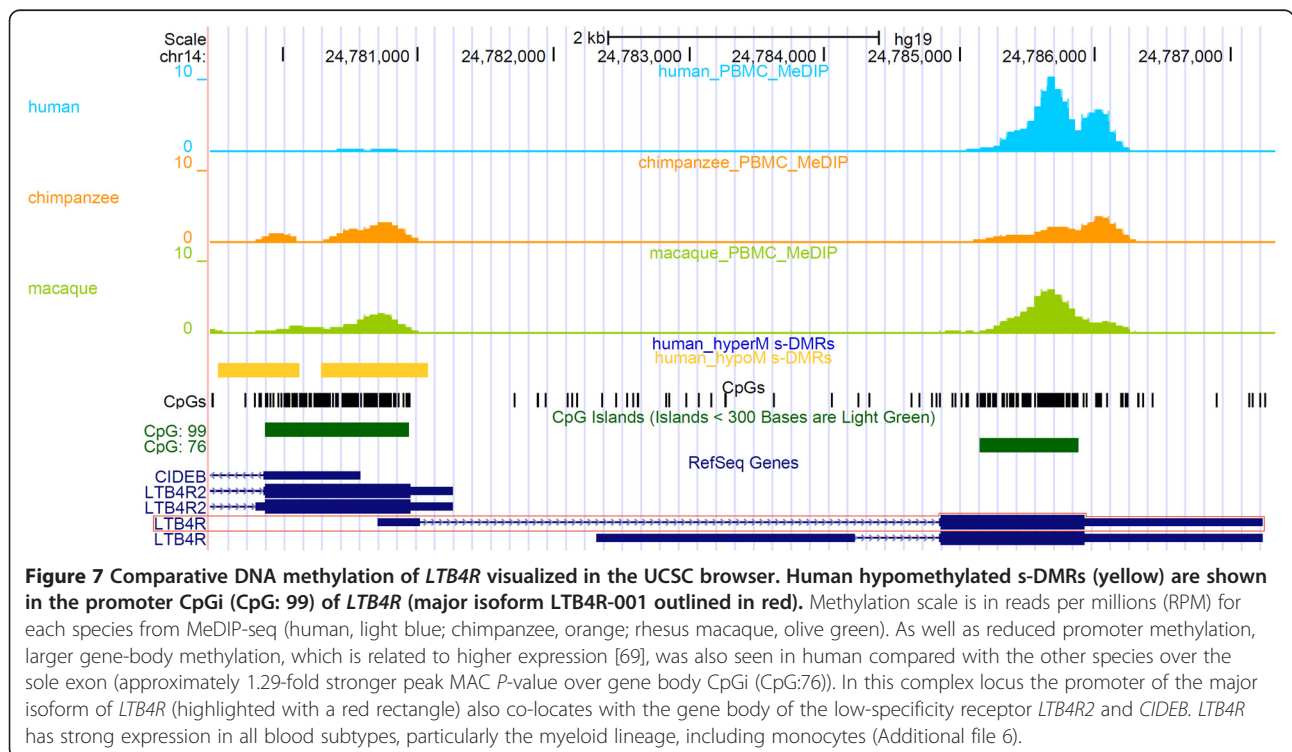 Scale 2 kb hg19
chr14: 24,781,000 24,782,000 24,783,000 24,784,000 24,785,000 24,786,000 24,787,000
10 _ human_PBMC_MeDIP
human
0 _
10 _ chimpanzee_PBMC_MeDIP
chimpanzee
0 _
10 _ macaque_PBMC_MeDIP
macaque
0 _
human_hyperM s-DMRs
human_hypoM s-DMRs
CpGs
CpGs
CpG Islands (Islands < 300 Bases are Light Green)
CpG: 99
CpG: 76
RefSeq Genes
CIDEB
LTB4R2
LTB4R2
LTB4R
LTB4R
Figure 7 Comparative DNA methylation of LTB4R visualized in the UCSC browser. Human hypomethylated s-DMRs (yellow) are shown
in the promoter CpGi (CpG: 99) of LTB4R (major isoform LTB4R-001 outlined in red). Methylation scale is in reads per millions (RPM) for
each species from MeDIP-seq (human, light blue; chimpanzee, orange; rhesus macaque, olive green). As well as reduced promoter methylation,
larger gene-body methylation, which is related to higher expression [69], was also seen in human compared with the other species over the
sole exon (approximately 1.29-fold stronger peak MAC P-value over gene body CpGi (CpG:76)). In this complex locus the promoter of the major
isoform of LTB4R (highlighted with a red rectangle) also co-locates with the gene body of the low-specificity receptor LTB4R2 and CIDEB. LTB4R
has strong expression in all blood subtypes, particularly the myeloid lineage, including monocytes (Additional file 6).